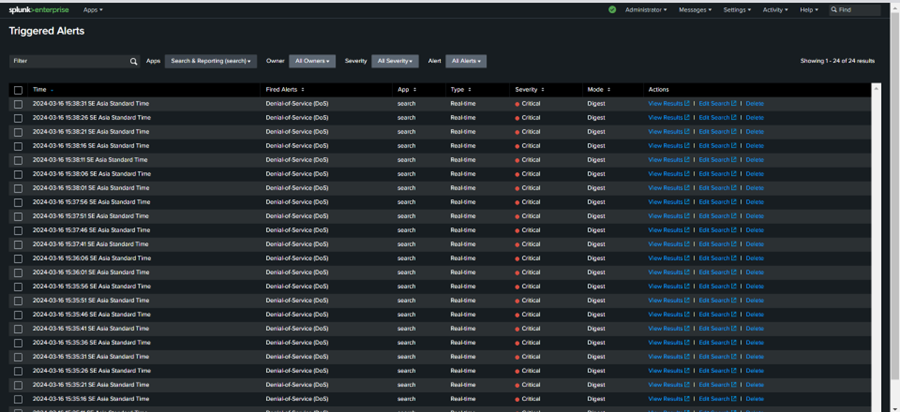 splunk>enterprise Apps Administrator Messages Settings Activity Help Find
Triggered Alerts
Filter Apps Search & Reporting (search) Owner All Owners Severity All Severity Alert All Alerts Showing 1 - 24 of 24 results
Time Fired Alerts App Type Severity Mode Actions
2024-03-16 15:38:31 SE Asia Standard Time Denial-of-Service (DoS) search Real-time Critical Digest View Results | Edit Search | Delete
2024-03-16 15:38:26 SE Asia Standard Time Denial-of-Service (DoS) search Real-time Critical Digest View Results | Edit Search | Delete
2024-03-16 15:38:21 SE Asia Standard Time Denial-of-Service (DoS) search Real-time Critical Digest View Results | Edit Search | Delete
2024-03-16 15:38:16 SE Asia Standard Time Denial-of-Service (DoS) search Real-time Critical Digest View Results | Edit Search | Delete
2024-03-16 15:38:11 SE Asia Standard Time Denial-of-Service (DoS) search Real-time Critical Digest View Results | Edit Search | Delete
2024-03-16 15:38:06 SE Asia Standard Time Denial-of-Service (DoS) search Real-time Critical Digest View Results | Edit Search | Delete
2024-03-16 15:38:01 SE Asia Standard Time Denial-of-Service (DoS) search Real-time Critical Digest View Results | Edit Search | Delete
2024-03-16 15:37:56 SE Asia Standard Time Denial-of-Service (DoS) search Real-time Critical Digest View Results | Edit Search | Delete
2024-03-16 15:37:51 SE Asia Standard Time Denial-of-Service (DoS) search Real-time Critical Digest View Results | Edit Search | Delete
2024-03-16 15:37:46 SE Asia Standard Time Denial-of-Service (DoS) search Real-time Critical Digest View Results | Edit Search | Delete
2024-03-16 15:37:41 SE Asia Standard Time Denial-of-Service (DoS) search Real-time Critical Digest View Results | Edit Search | Delete
2024-03-16 15:36:06 SE Asia Standard Time Denial-of-Service (DoS) search Real-time Critical Digest View Results | Edit Search | Delete
2024-03-16 15:36:01 SE Asia Standard Time Denial-of-Service (DoS) search Real-time Critical Digest View Results | Edit Search | Delete
2024-03-16 15:35:56 SE Asia Standard Time Denial-of-Service (DoS) search Real-time Critical Digest View Results | Edit Search | Delete
2024-03-16 15:35:51 SE Asia Standard Time Denial-of-Service (DoS) search Real-time Critical Digest View Results | Edit Search | Delete
2024-03-16 15:35:46 SE Asia Standard Time Denial-of-Service (DoS) search Real-time Critical Digest View Results | Edit Search | Delete
2024-03-16 15:35:41 SE Asia Standard Time Denial-of-Service (DoS) search Real-time Critical Digest View Results | Edit Search | Delete
2024-03-16 15:35:36 SE Asia Standard Time Denial-of-Service (DoS) search Real-time Critical Digest View Results | Edit Search | Delete
2024-03-16 15:35:31 SE Asia Standard Time Denial-of-Service (DoS) search Real-time Critical Digest View Results | Edit Search | Delete
2024-03-16 15:35:26 SE Asia Standard Time Denial-of-Service (DoS) search Real-time Critical Digest View Results | Edit Search | Delete
2024-03-16 15:35:21 SE Asia Standard Time Denial-of-Service (DoS) search Real-time Critical Digest View Results | Edit Search | Delete
2024-03-16 15:35:16 SE Asia Standard Time Denial-of-Service (DoS) search Real-time Critical Digest View Results | Edit Search | Delete